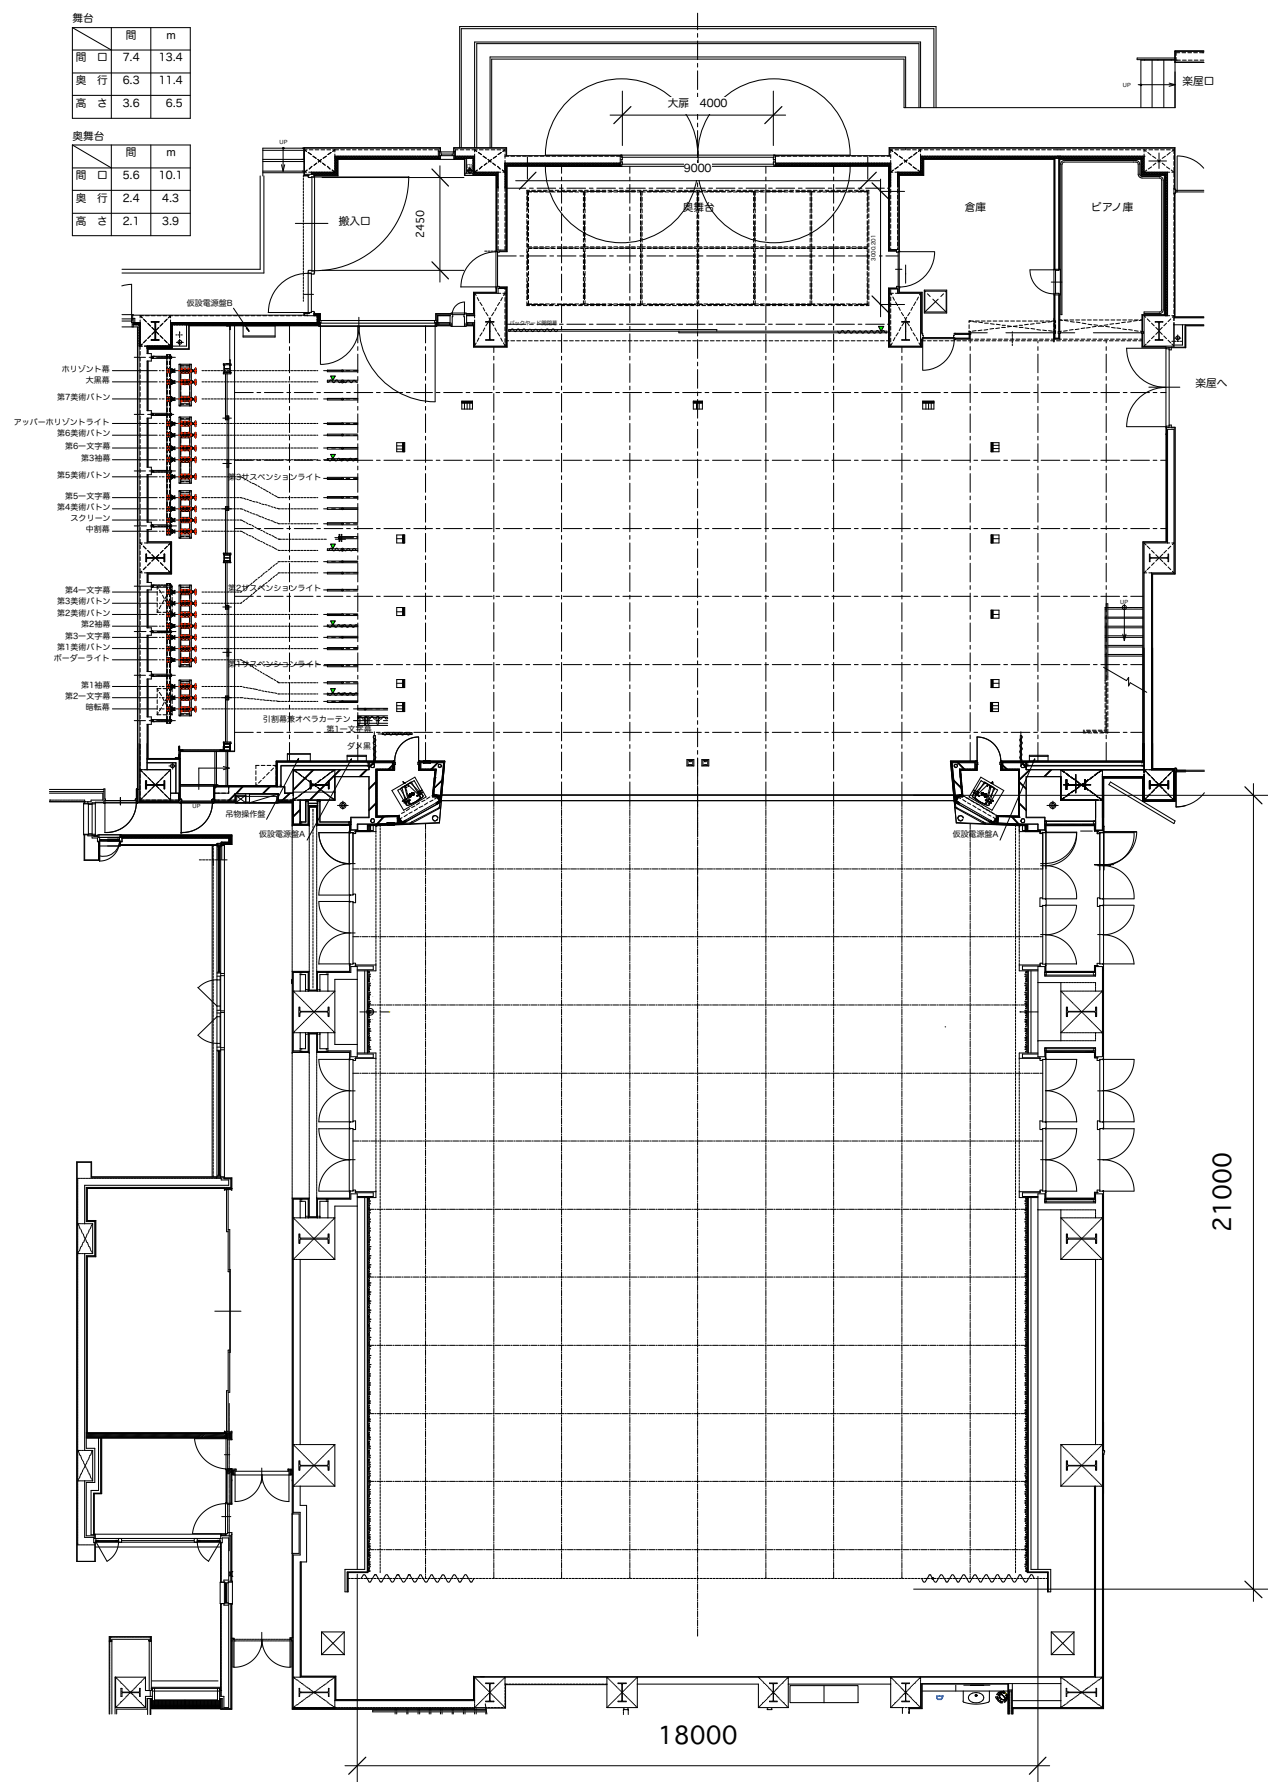 舞台
間 m
間 口 7.4 13.4
奥 行 6.3 11.4
高 さ 3.6 6.5
奥舞台
間 m
間 口 5.6 10.1
奥 行 2.4 4.3
高 さ 2.1 3.9
UP
楽屋口
大扉 4000
UP
9000
搬入口
2450
奥舞台
倉庫
ピアノ庫
仮設電源盤B
楽屋へ
ホリゾント幕
大黒幕
第7美術バトン
アッパーホリゾントライト
第6美術バトン
第6一文字幕
第3袖幕
第5美術バトン
第3サスペンションライト
第5一文字幕
第4美術バトン
スクリーン
中割幕
第4一文字幕
第2サスペンションライト
第3美術バトン
第2美術バトン
第2袖幕
第3一文字幕
第1美術バトン
ボーダーライト
第1サスペンションライト
第1袖幕
第2一文字幕
暗転幕
UP
引割幕兼オペラカーテン
第1一文字幕
ダメ黒
UP
吊物操作盤
仮設電源盤A
仮設電源盤A
21000
18000